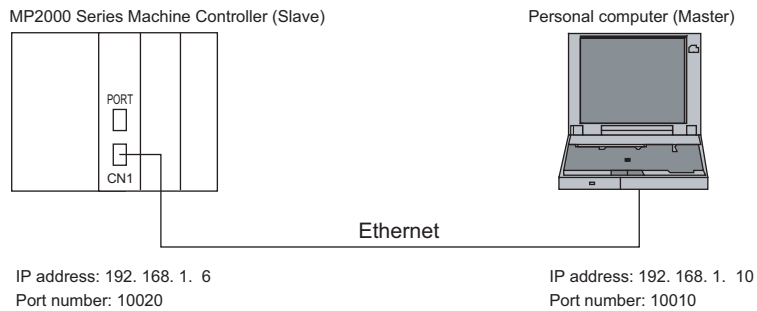 MP2000 Series Machine Controller (Slave)
Personal computer (Master)
PORT
CN1
Ethernet
IP address: 192. 168. 1. 6
Port number: 10020
IP address: 192. 168. 1. 10
Port number: 10010